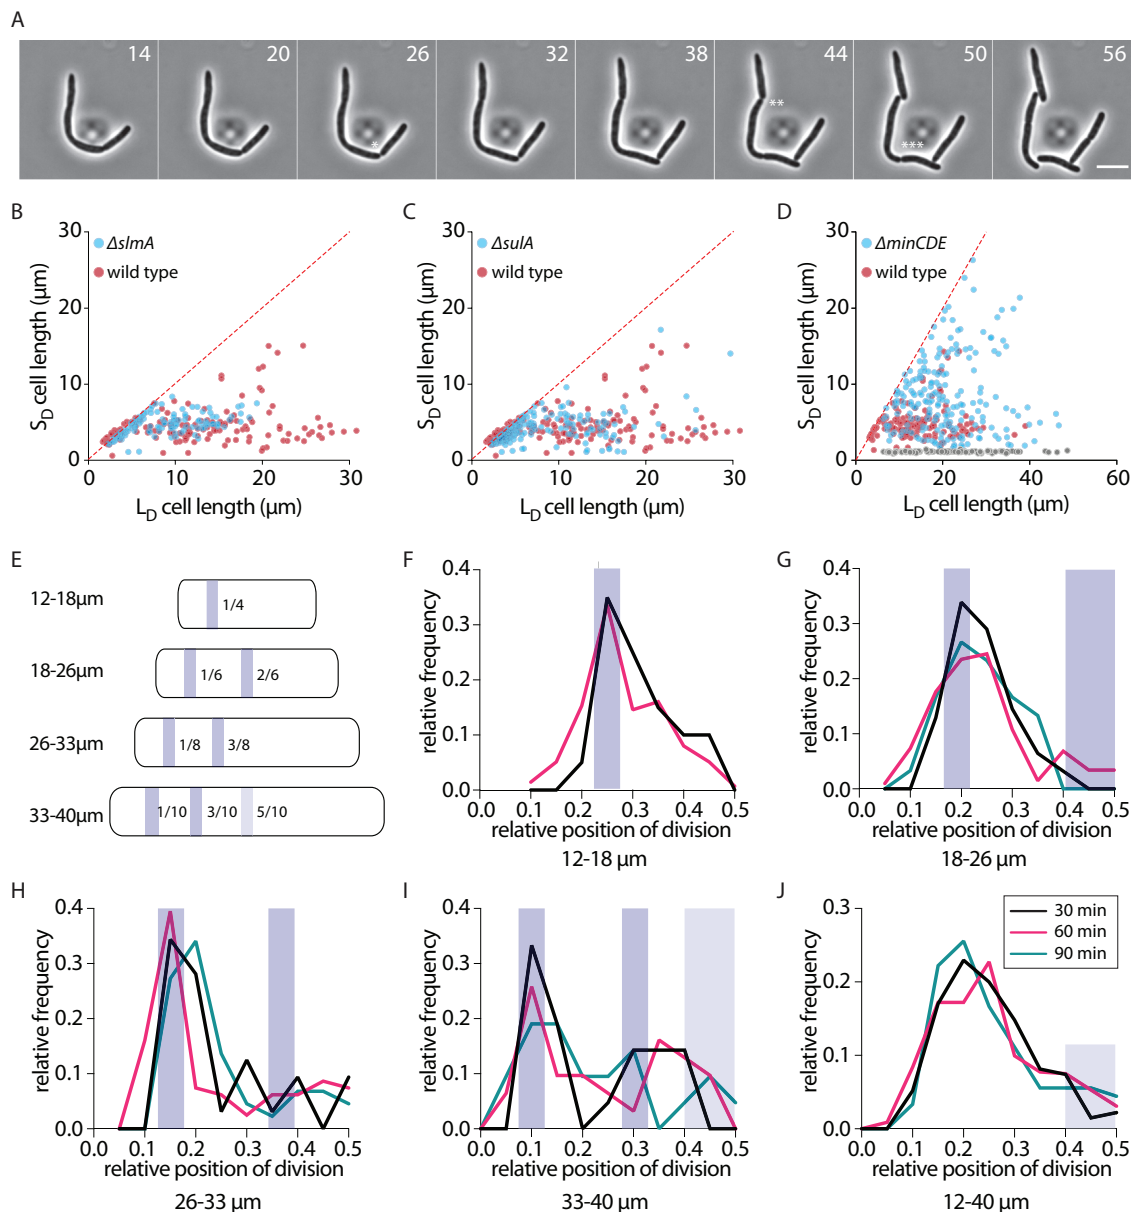 A
14 20 26 32 38 44 50 56
* ** ***
B C D
30 30 30
ΔslmA ΔsulA ΔminCDE
wild type wild type wild type
20 20 20
10 10 10
0 0 0
S_D cell length (µm) S_D cell length (µm) S_D cell length (µm)
0 10 20 30 0 10 20 30 0 20 40 60
L_D cell length (µm) L_D cell length (µm) L_D cell length (µm)
E F G
12-18µm 1/4
18-26µm 1/6 2/6
26-33µm 1/8 3/8
33-40µm 1/10 3/10 5/10
0.4 0.4
0.3 0.3
0.2 0.2
0.1 0.1
0.0 0.0
relative frequency relative frequency
0.0 0.1 0.2 0.3 0.4 0.5 0.0 0.1 0.2 0.3 0.4 0.5
relative position of division relative position of division
12-18 µm 18-26 µm
H I J
0.4 0.4 0.3
30 min
60 min
90 min
0.3 0.3 0.2
0.2 0.2 0.1
0.1 0.1
0.0 0.0 0.0
relative frequency relative frequency relative frequency
0.0 0.1 0.2 0.3 0.4 0.5 0.0 0.1 0.2 0.3 0.4 0.5 0.0 0.1 0.2 0.3 0.4 0.5
relative position of division relative position of division relative position of division
26-33 µm 33-40 µm 12-40 µm